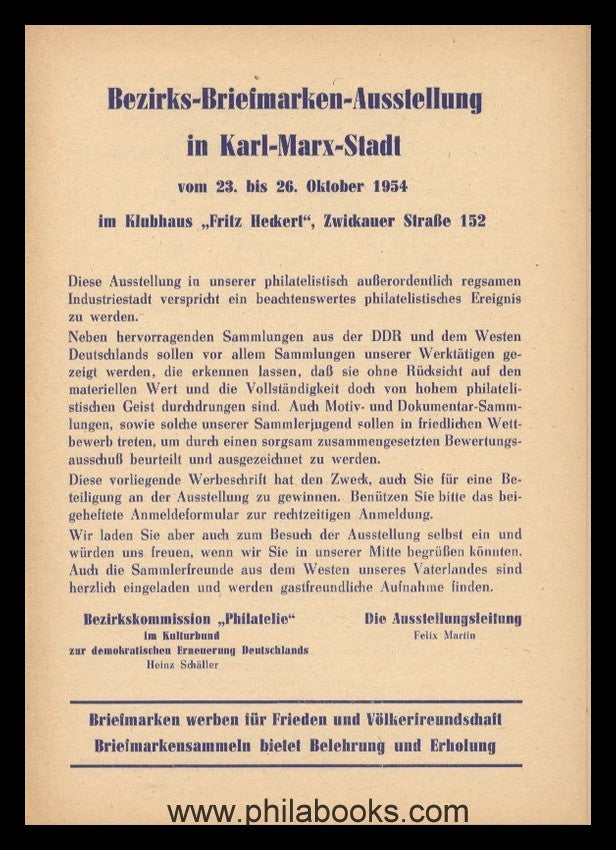 Bezirks-Briefmarken-Ausstellung
in Karl-Marx-Stadt
vom 23. bis 26. Oktober 1954
im Klubhaus „Fritz Heckert“, Zwickauer Straße 152
Diese Ausstellung in unserer philatelistisch außerordentlich regsamen
Industriestadt verspricht ein beachtenswertes philatelistisches Ereignis
zu werden.
Neben hervorragenden Sammlungen aus der DDR und dem Westen
Deutschlands sollen vor allem Sammlungen unserer Werktätigen ge-
zeigt werden, die erkennen lassen, daß sie ohne Rücksicht auf den
materiellen Wert und die Vollständigkeit doch von hohem philateli-
stischen Geist durchdrungen sind. Auch Motiv- und Dokumentar-Samm-
lungen, sowie solche unserer Sammlerjugend sollen in friedlichen Wett-
bewerb treten, um durch einen sorgsam zusammengesetzten Bewertungs-
ausschuß beurteilt und ausgezeichnet zu werden.
Diese vorliegende Werbeschrift hat den Zweck, auch Sie für eine Be-
teiligung an der Ausstellung zu gewinnen. Benützen Sie bitte das bei-
geheftete Anmeldeformular zur rechtzeitigen Anmeldung.
Wir laden Sie aber auch zum Besuch der Ausstellung selbst ein und
würden uns freuen, wenn wir Sie in unserer Mitte begrüßen könnten.
Auch die Sammlerfreunde aus dem Westen unseres Vaterlandes sind
herzlich eingeladen und werden gastfreundliche Aufnahme finden.
Bezirkskommission „Philatelie“
im Kulturbund
zur demokratischen Erneuerung Deutschlands
Heinz Schäller
Die Ausstellungsleitung
Felix Martin
Briefmarken werben für Frieden und Völkerfreundschaft
Briefmarkensammeln bietet Belehrung und Erholung
www.philabooks.com